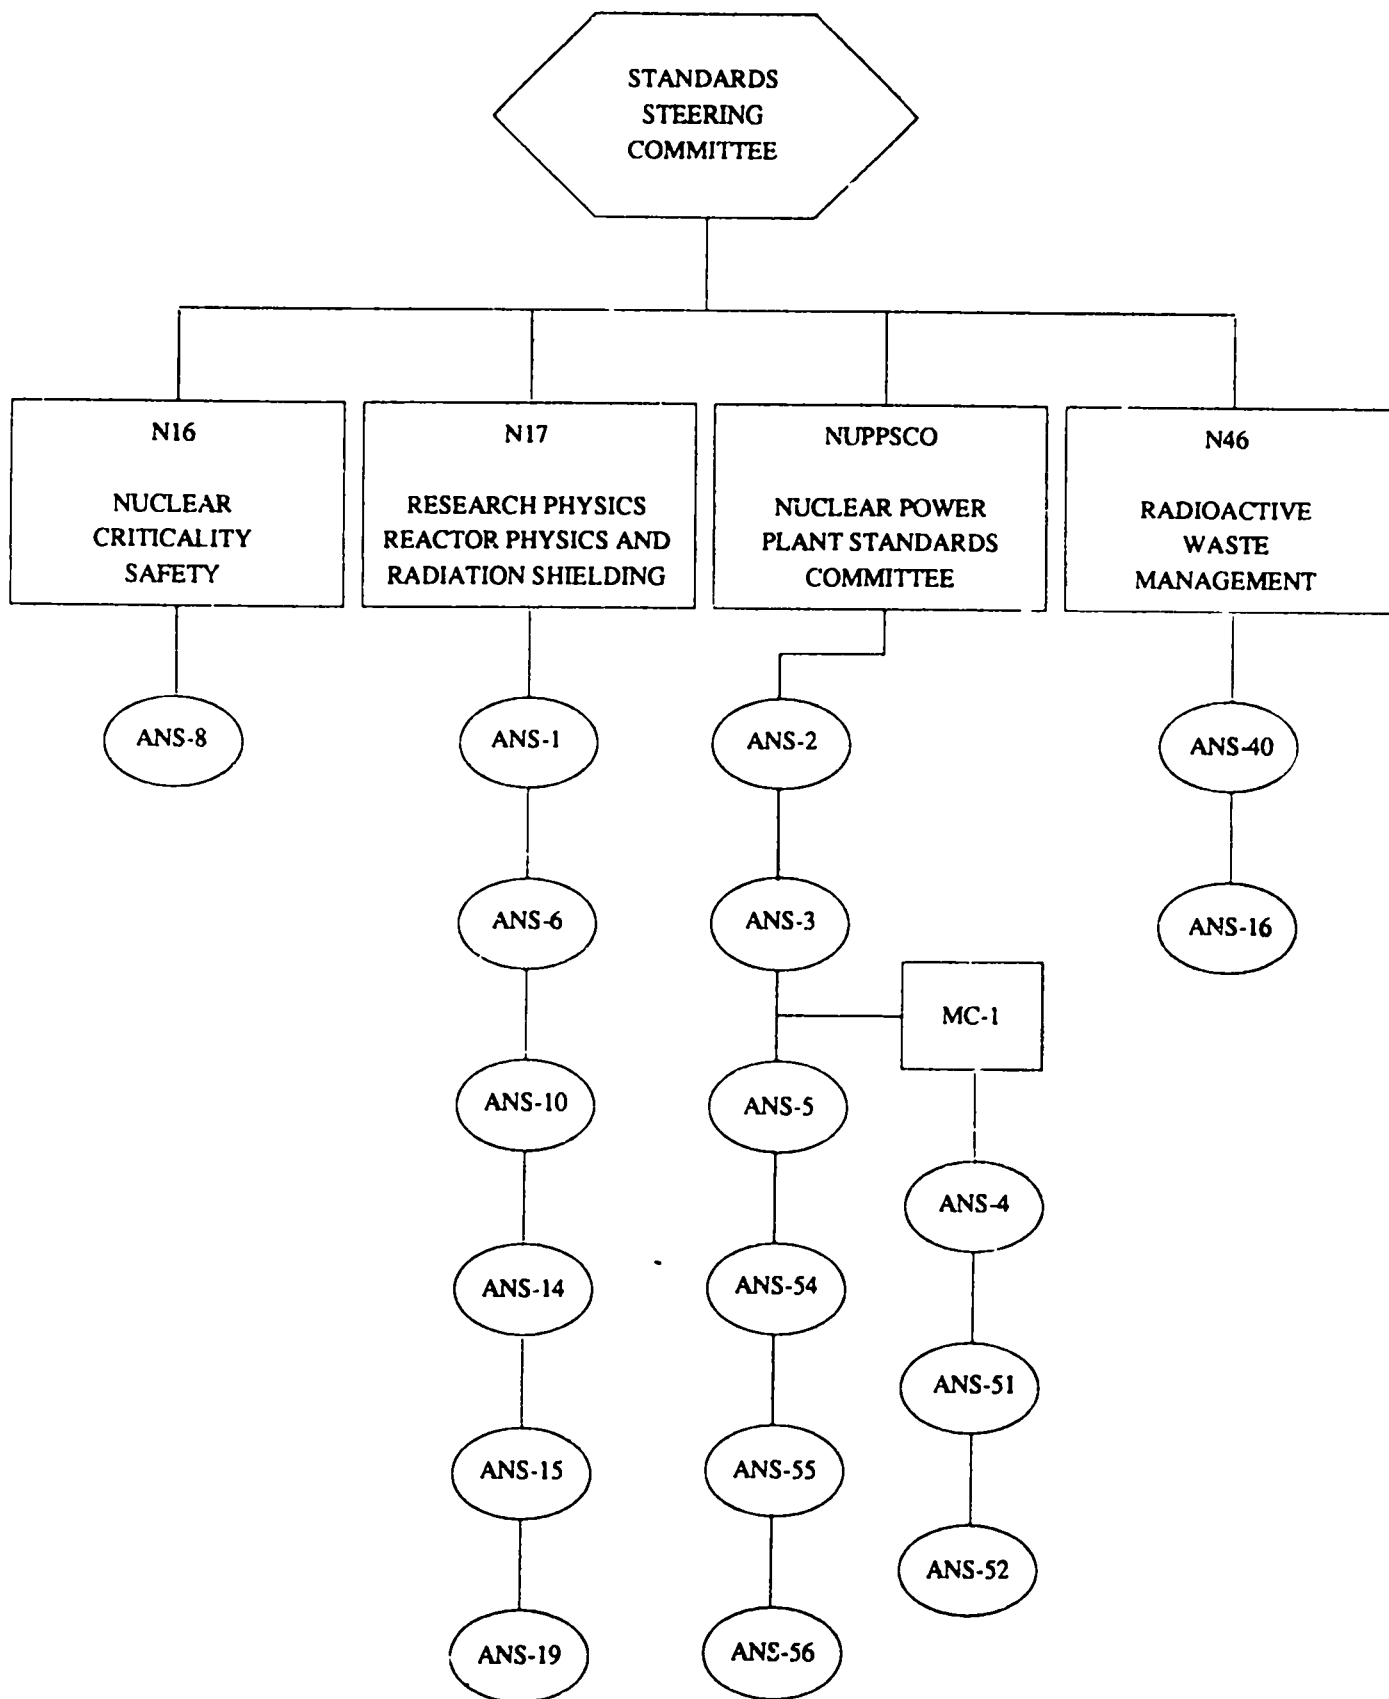 STANDARDS
STEERING
COMMITTEE
N16
NUCLEAR
CRITICALITY
SAFETY
N17
RESEARCH PHYSICS
REACTOR PHYSICS AND
RADIATION SHIELDING
NUPPSCO
NUCLEAR POWER
PLANT STANDARDS
COMMITTEE
N46
RADIOACTIVE
WASTE
MANAGEMENT
ANS-8
ANS-1
ANS-6
ANS-10
ANS-14
ANS-15
ANS-19
ANS-2
ANS-3
ANS-5
ANS-54
ANS-55
ANS-56
MC-1
ANS-4
ANS-51
ANS-52
ANS-40
ANS-16